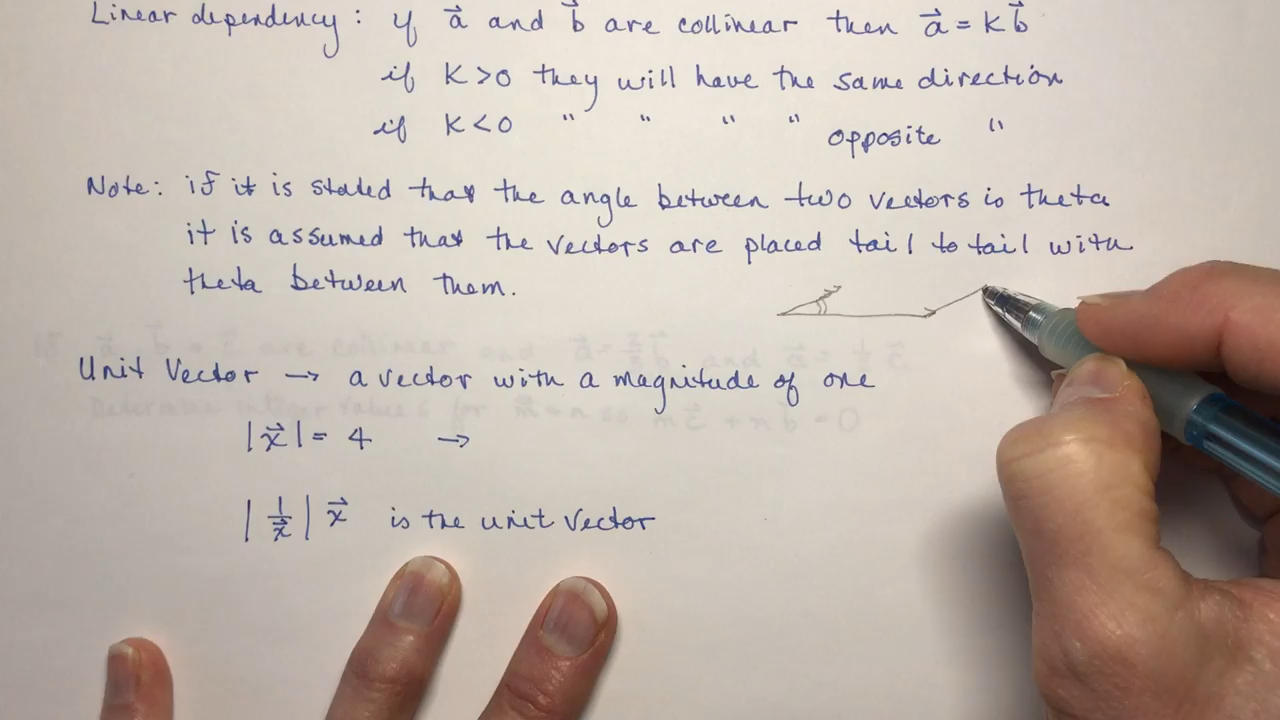 Linear dependency: if a⃗ and b⃗ are collinear then a⃗ = kb⃗
if K>0 they will have the same direction
if K<0 " " " " opposite "
Note: if it is stated that the angle between two vectors is theta
it is assumed that the vectors are placed tail to tail with
theta between them.
Unit Vector → a vector with a magnitude of one
|x⃗| = 4 →
|1/x⃗| x⃗ is the unit vector